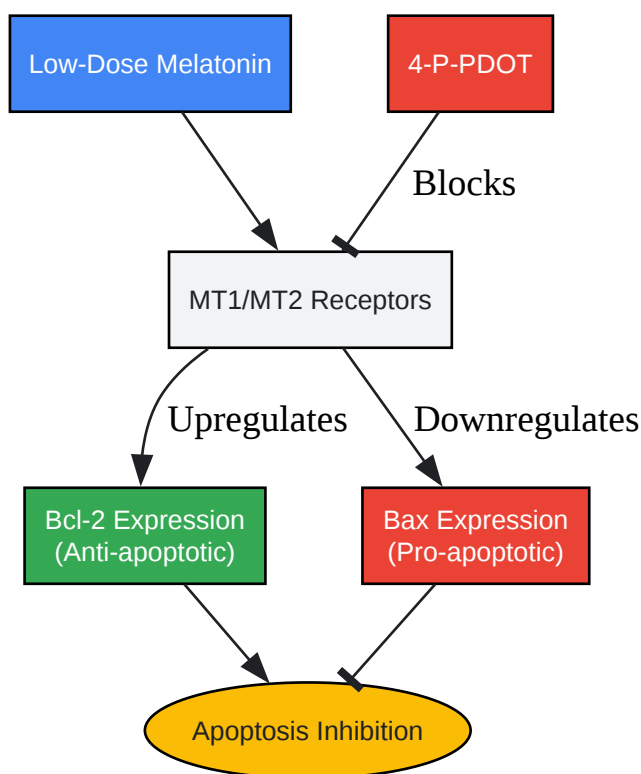 Low-Dose Melatonin
4-P-PDOT
Blocks
MT1/MT2 Receptors
Upregulates
Downregulates
Bcl-2 Expression
(Anti-apoptotic)
Bax Expression
(Pro-apoptotic)
Apoptosis Inhibition